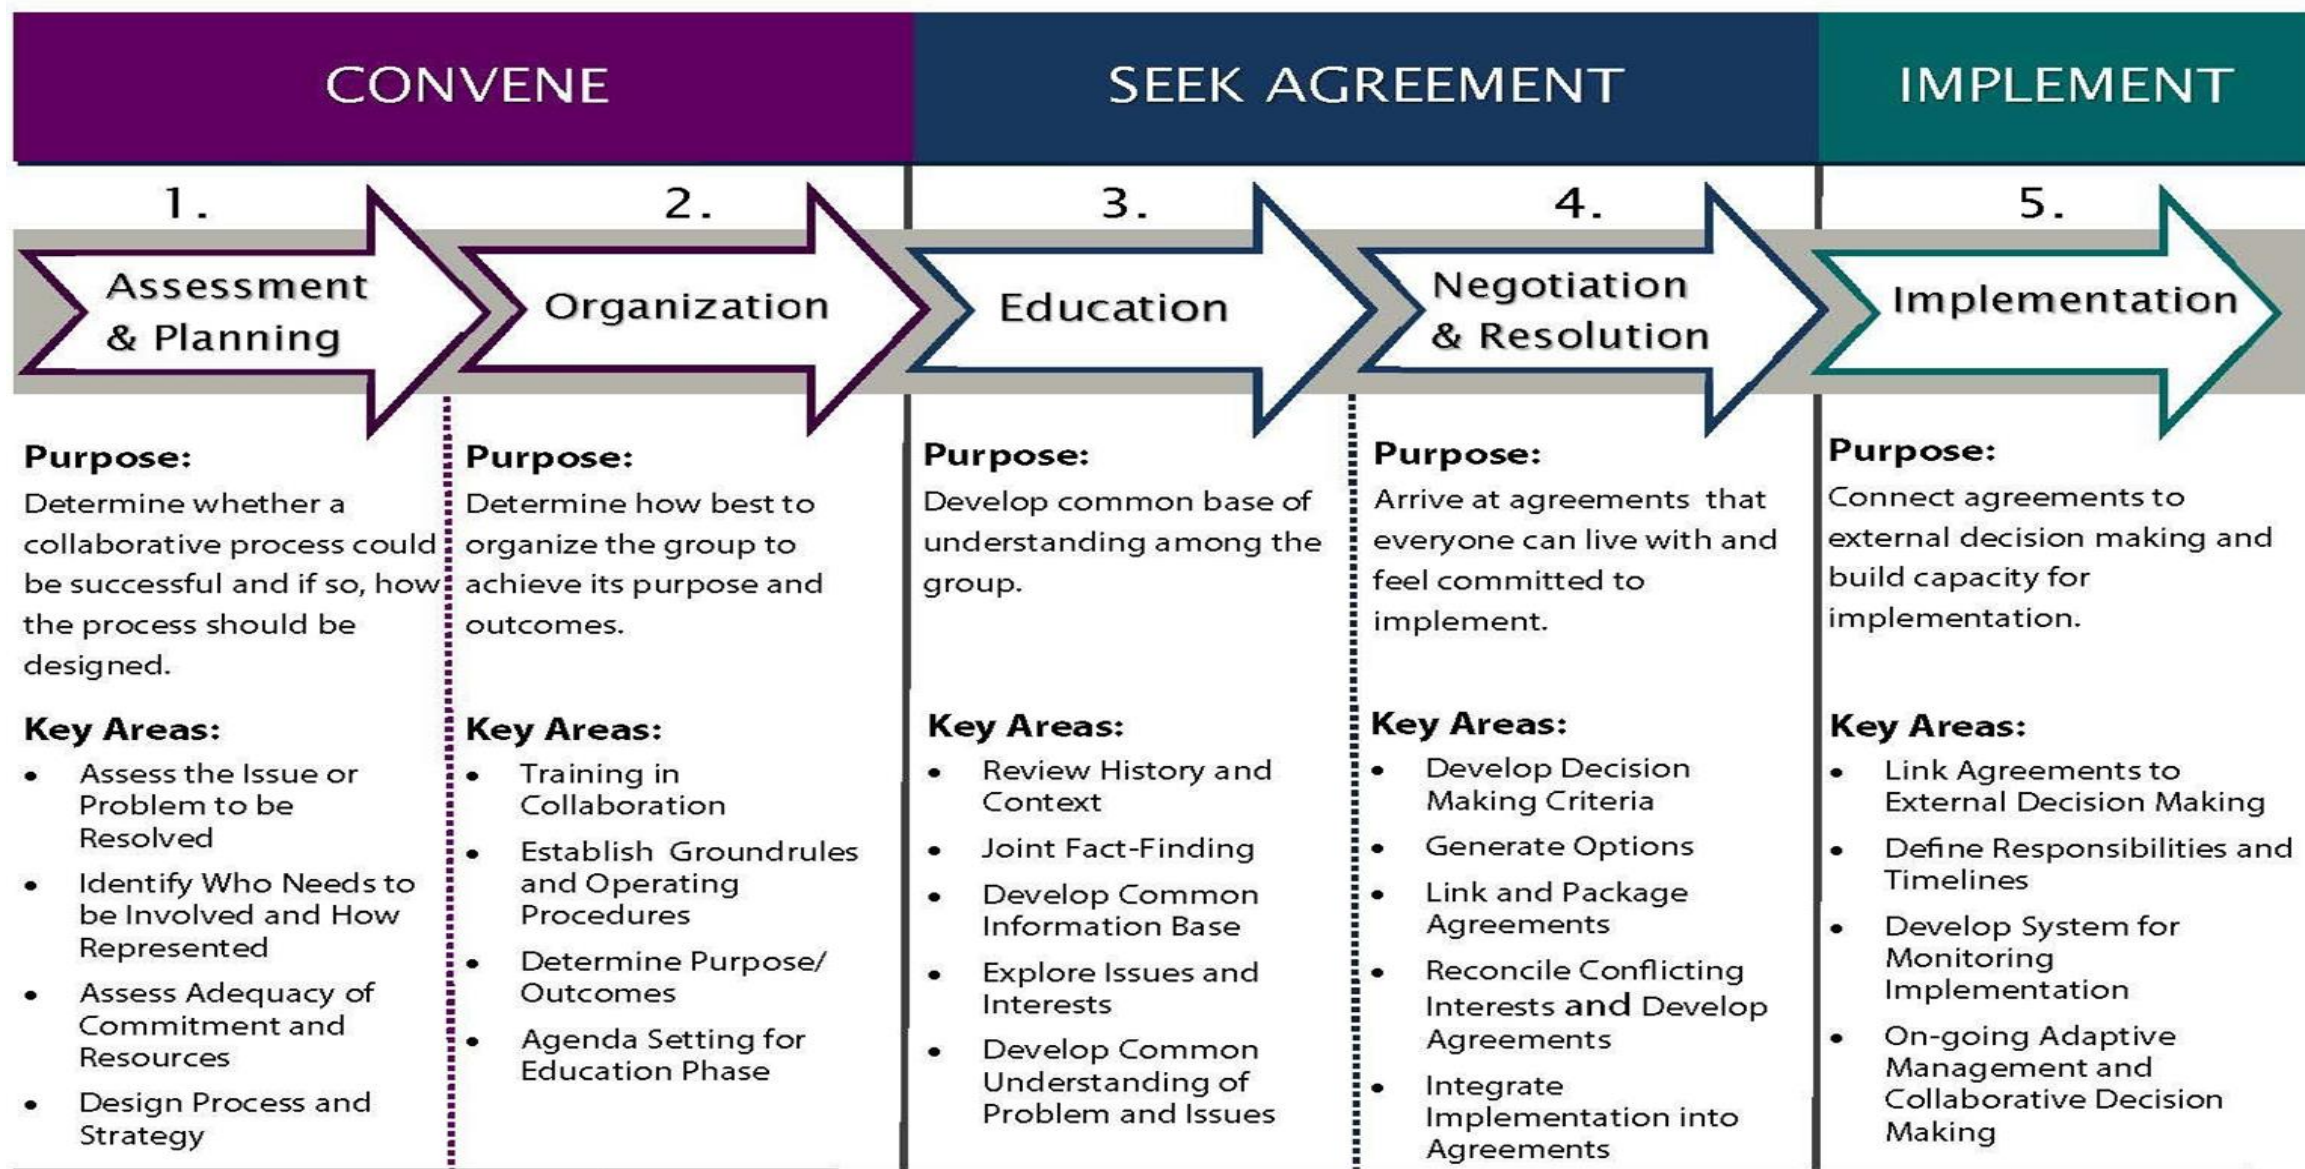 CONVENE
SEEK AGREEMENT
IMPLEMENT
1.
Assessment
& Planning
Purpose:
Determine whether a
collaborative process could
be successful and if so, how
the process should be
designed.
Key Areas:
• Assess the Issue or
Problem to be
Resolved
• Identify Who Needs to
be Involved and How
Represented
• Assess Adequacy of
Commitment and
Resources
• Design Process and
Strategy
2.
Organization
Purpose:
Determine how best to
organize the group to
achieve its purpose and
outcomes.
Key Areas:
• Training in
Collaboration
• Establish Groundrules
and Operating
Procedures
• Determine Purpose/
Outcomes
• Agenda Setting for
Education Phase
3.
Education
Purpose:
Develop common base of
understanding among the
group.
Key Areas:
• Review History and
Context
• Joint Fact-Finding
• Develop Common
Information Base
• Explore Issues and
Interests
• Develop Common
Understanding of
Problem and Issues
4.
Negotiation
& Resolution
Purpose:
Arrive at agreements that
everyone can live with and
feel committed to
implement.
Key Areas:
• Develop Decision
Making Criteria
• Generate Options
• Link and Package
Agreements
• Reconcile Conflicting
Interests and Develop
Agreements
• Integrate
Implementation into
Agreements
5.
Implementation
Purpose:
Connect agreements to
external decision making and
build capacity for
implementation.
Key Areas:
• Link Agreements to
External Decision Making
• Define Responsibilities and
Timelines
• Develop System for
Monitoring
Implementation
• On-going Adaptive
Management and
Collaborative Decision
Making